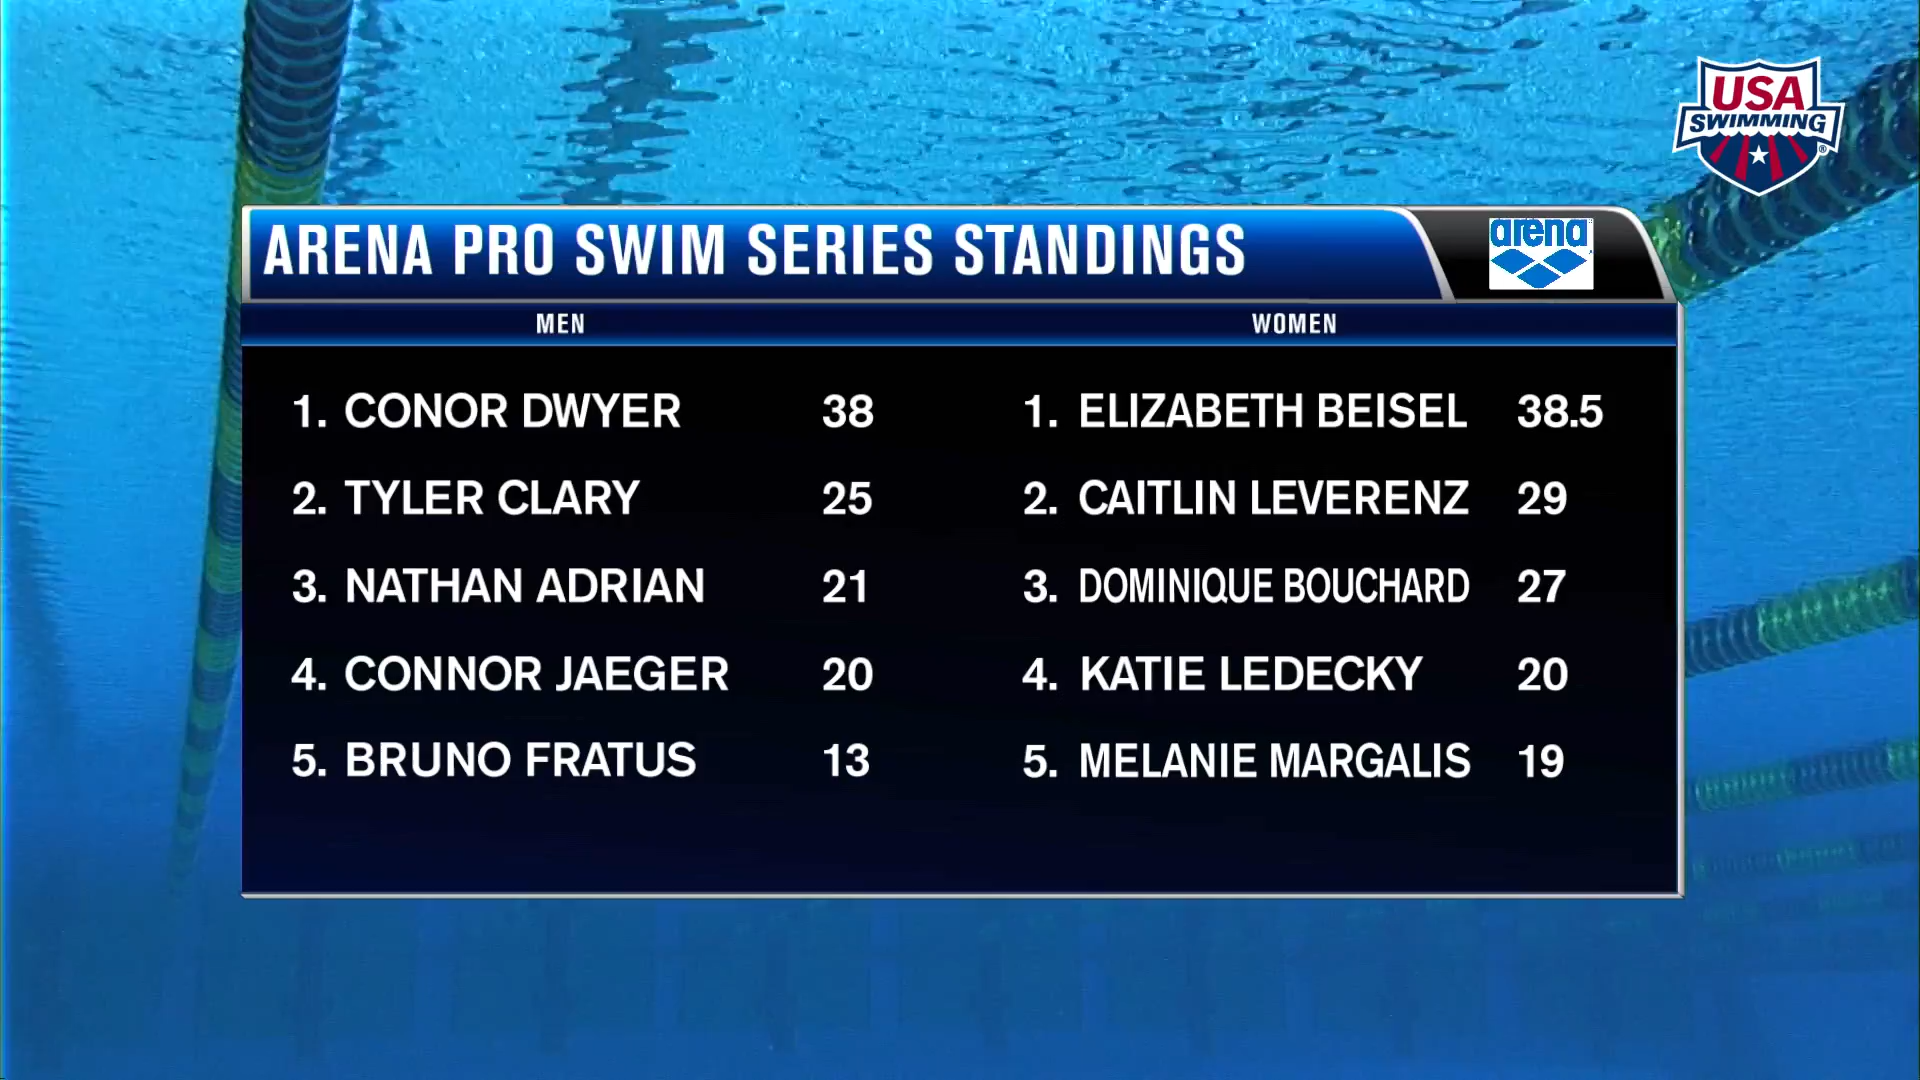 USA
SWIMMING
ARENA PRO SWIM SERIES STANDINGS
arena
MEN
WOMEN
1. CONOR DWYER 38
2. TYLER CLARY 25
3. NATHAN ADRIAN 21
4. CONNOR JAEGER 20
5. BRUNO FRATUS 13
1. ELIZABETH BEISEL 38.5
2. CAITLIN LEVERENZ 29
3. DOMINIQUE BOUCHARD 27
4. KATIE LEDECKY 20
5. MELANIE MARGALIS 19